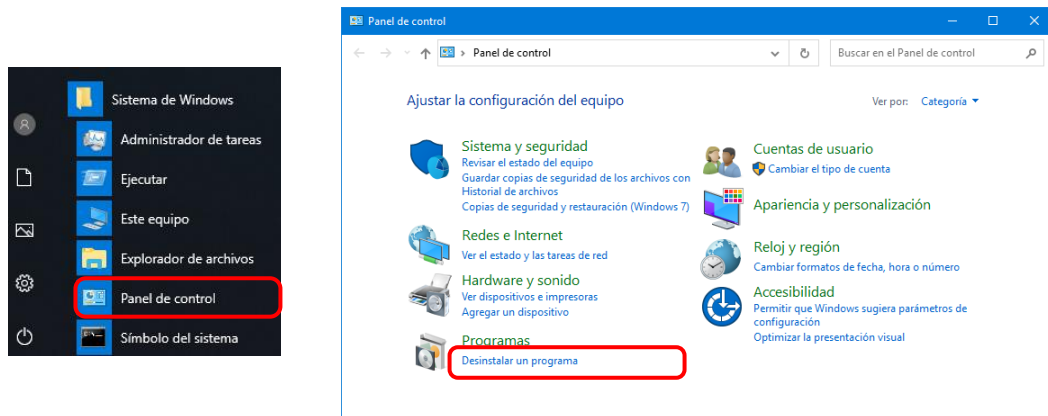 Sistema de Windows
Administrador de tareas
Ejecutar
Este equipo
Explorador de archivos
Panel de control
Símbolo del sistema
Panel de control
Panel de control
Buscar en el Panel de control
Ajustar la configuración del equipo
Ver por: Categoría
Sistema y seguridad
Revisar el estado del equipo
Guardar copias de seguridad de los archivos con
Historial de archivos
Copias de seguridad y restauración (Windows 7)
Redes e Internet
Ver el estado y las tareas de red
Hardware y sonido
Ver dispositivos e impresoras
Agregar un dispositivo
Programas
Desinstalar un programa
Cuentas de usuario
Cambiar el tipo de cuenta
Apariencia y personalización
Reloj y región
Cambiar formatos de fecha, hora o número
Accesibilidad
Permitir que Windows sugiera parámetros de
configuración
Optimizar la presentación visual